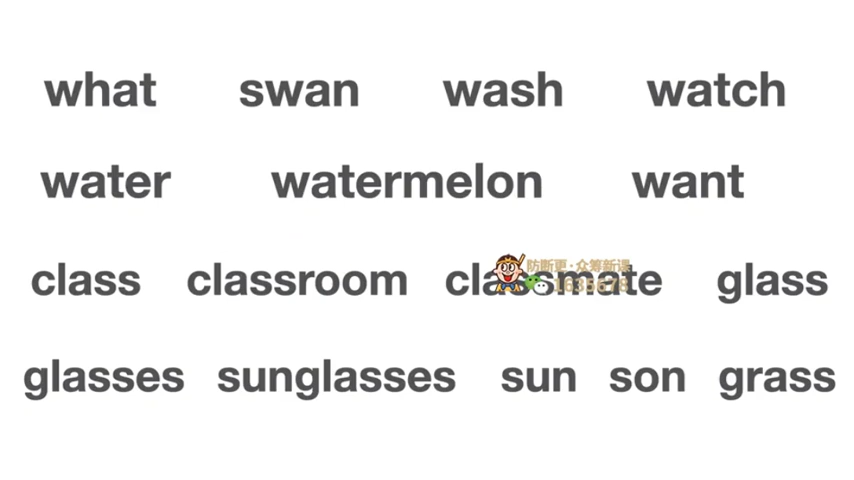 what swan wash watch
water watermelon want
防断更·众筹新课
class classroom classmate glass
1635678
glasses sunglasses sun son grass